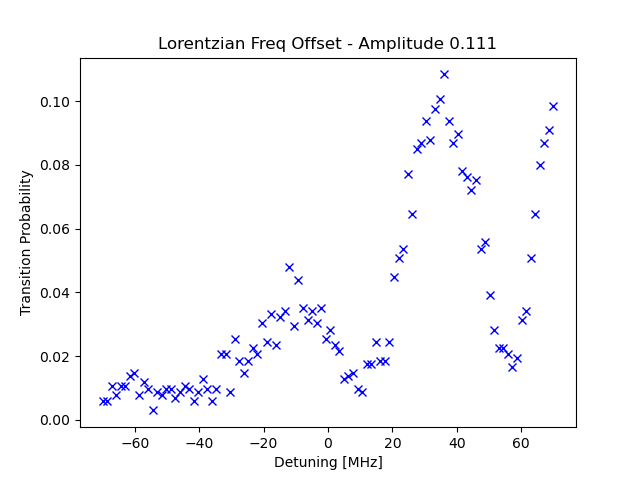 Lorentzian Freq Offset - Amplitude 0.111
Transition Probability
0.10
0.08
0.06
0.04
0.02
0.00
−60 −40 −20 0 20 40 60
Detuning [MHz]